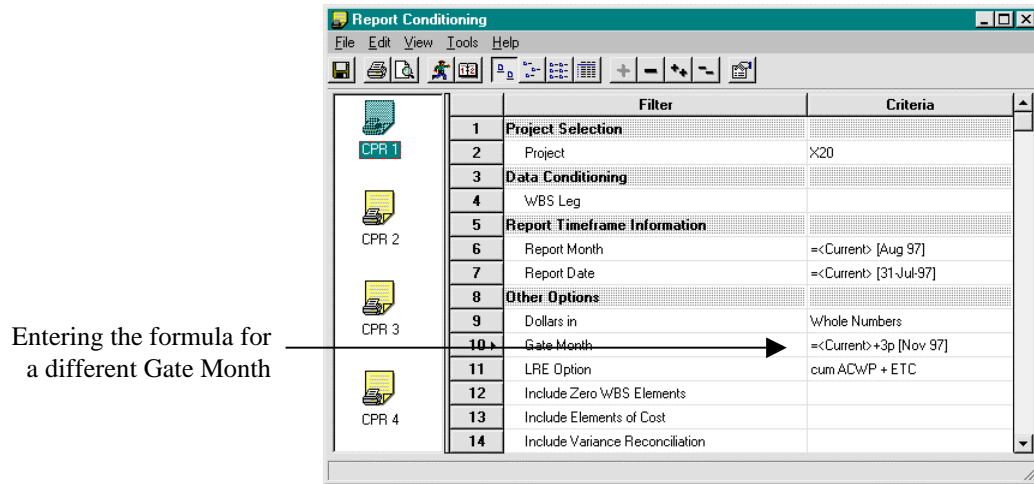 Report Conditioning
File Edit View Tools Help
Filter Criteria
1 Project Selection
2 Project X20
3 Data Conditioning
4 WBS Leg
5 Report Timeframe Information
6 Report Month =<Current> [Aug 97]
7 Report Date =<Current> [31-Jul-97]
8 Other Options
9 Dollars in Whole Numbers
10 Gate Month =<Current>+3p [Nov 97]
11 LRE Option cum ACWP + ETC
12 Include Zero WBS Elements
13 Include Elements of Cost
14 Include Variance Reconciliation
CPR 1
CPR 2
CPR 3
CPR 4
Entering the formula for
a different Gate Month